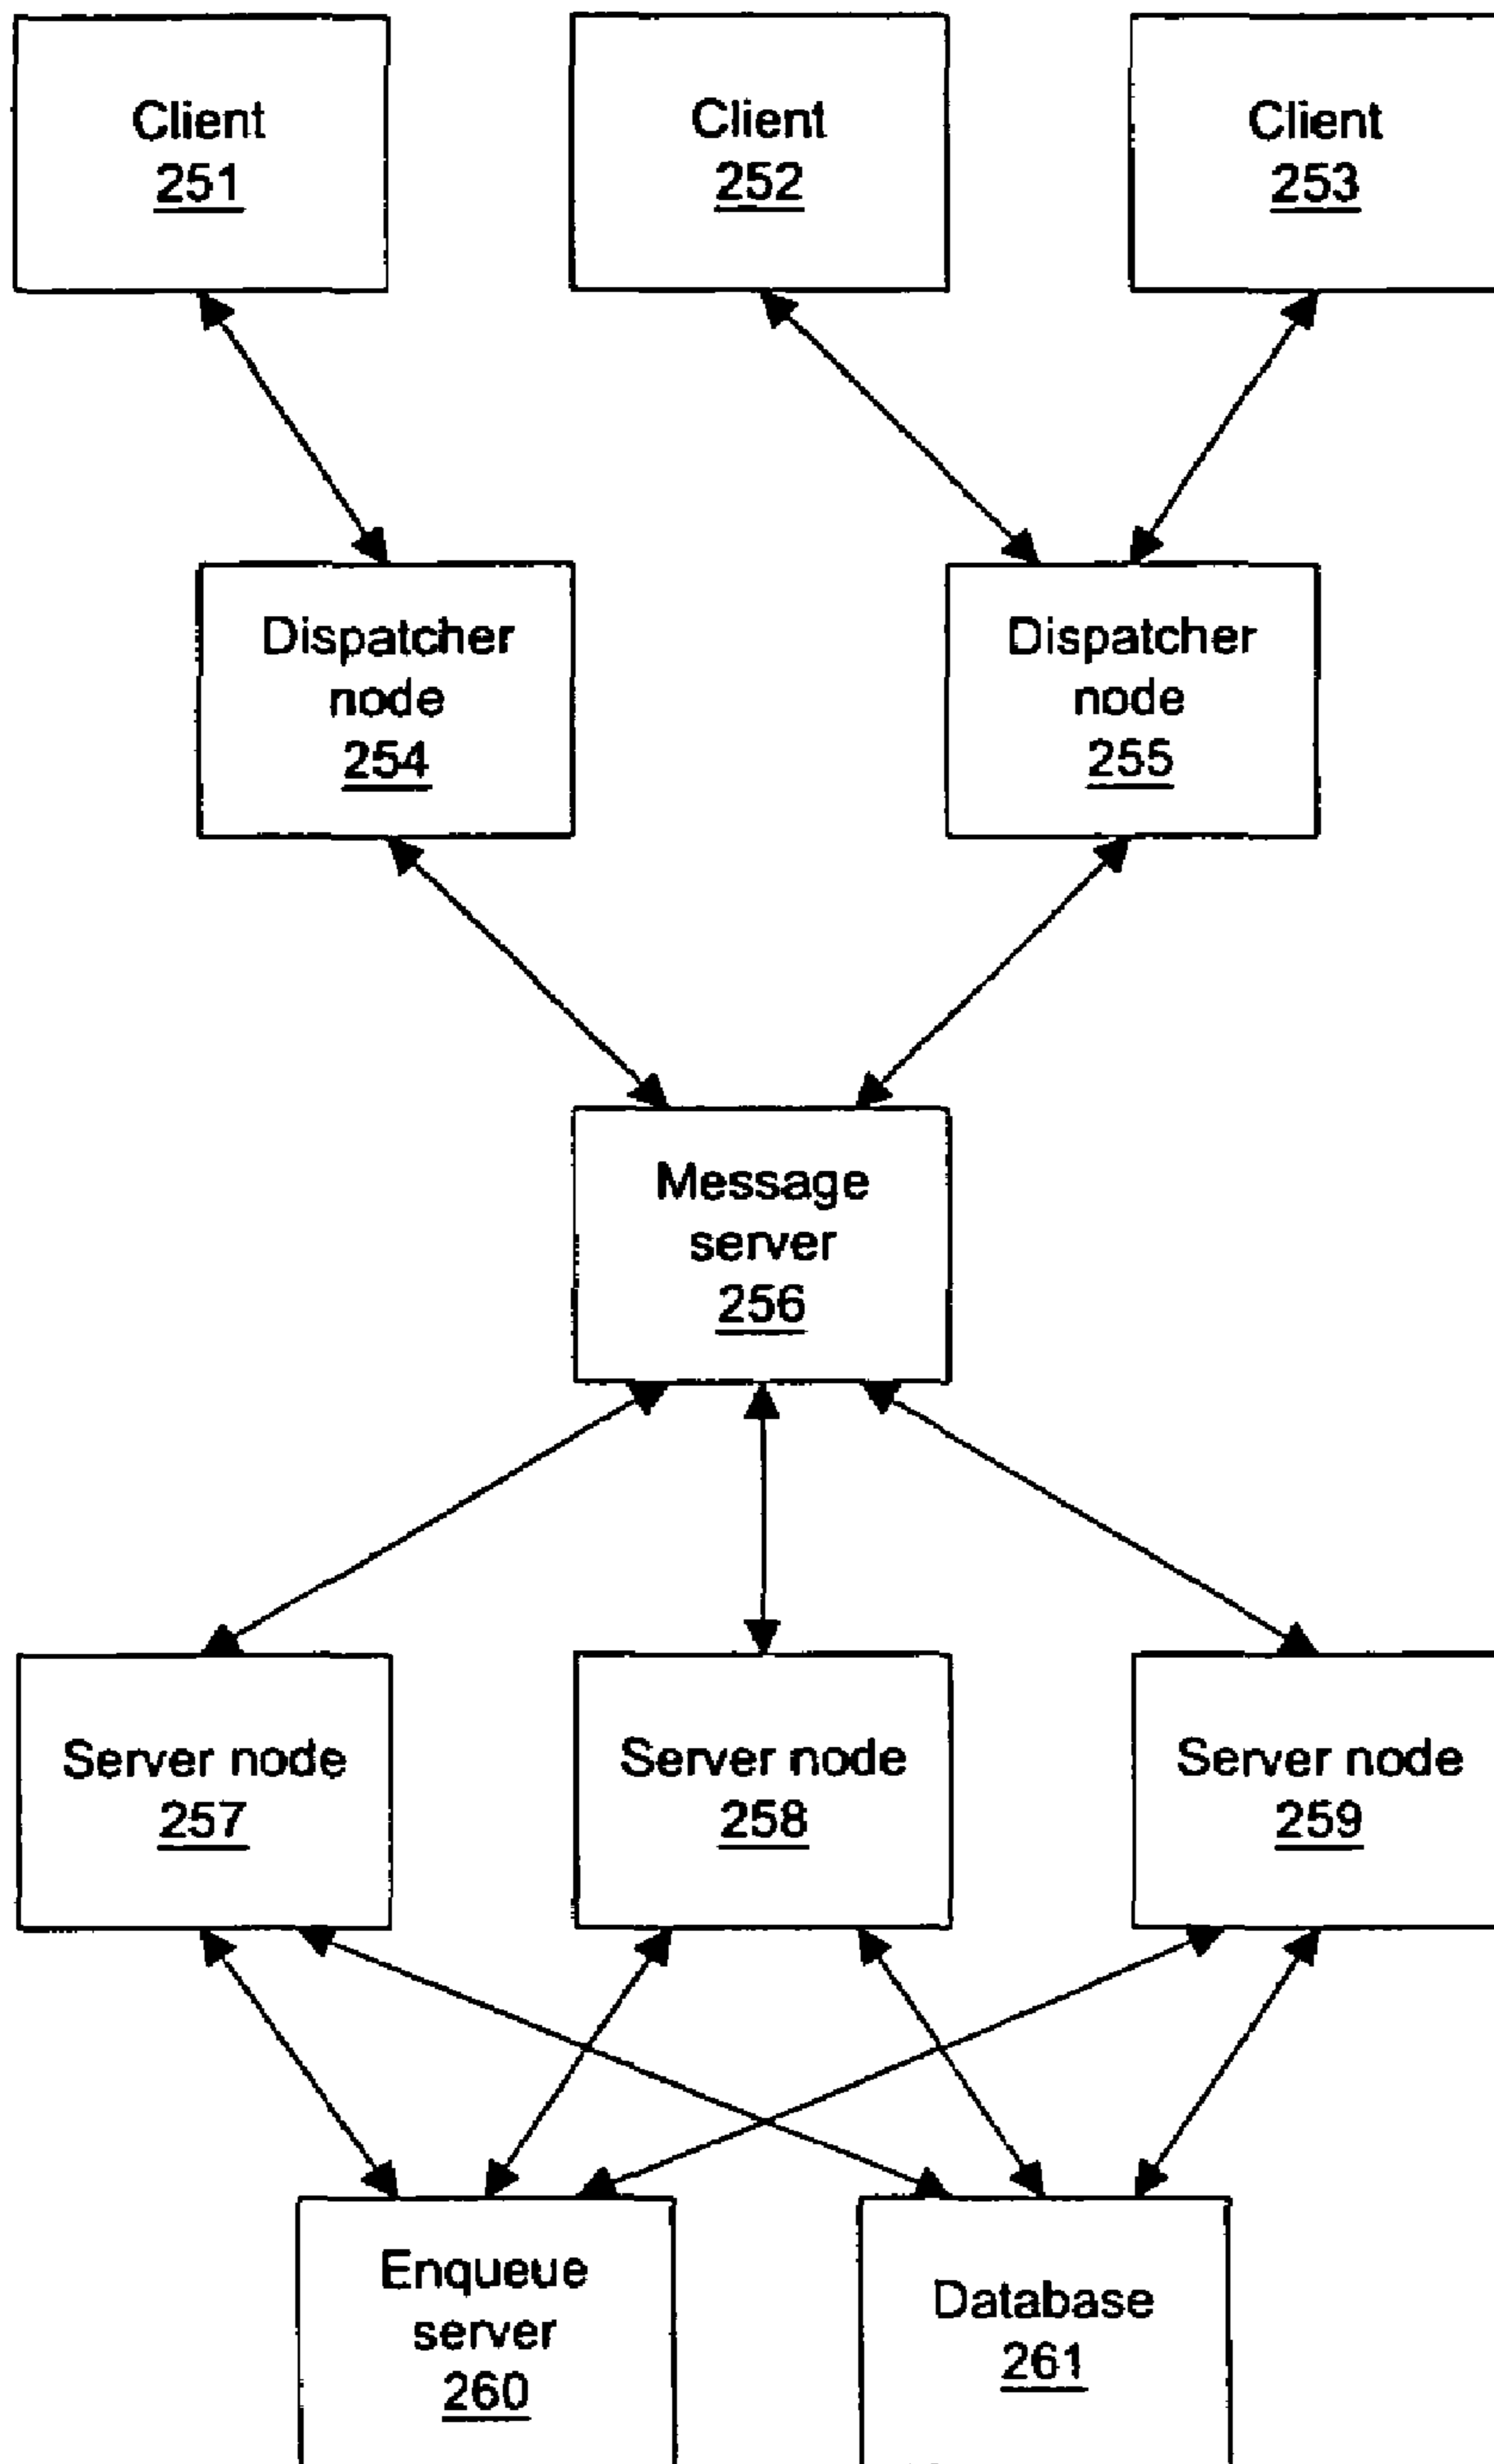 Client
251
Client
252
Client
253
Dispatcher
node
254
Dispatcher
node
255
Message
server
256
Server node
257
Server node
258
Server node
259
Enqueue
server
260
Database
261